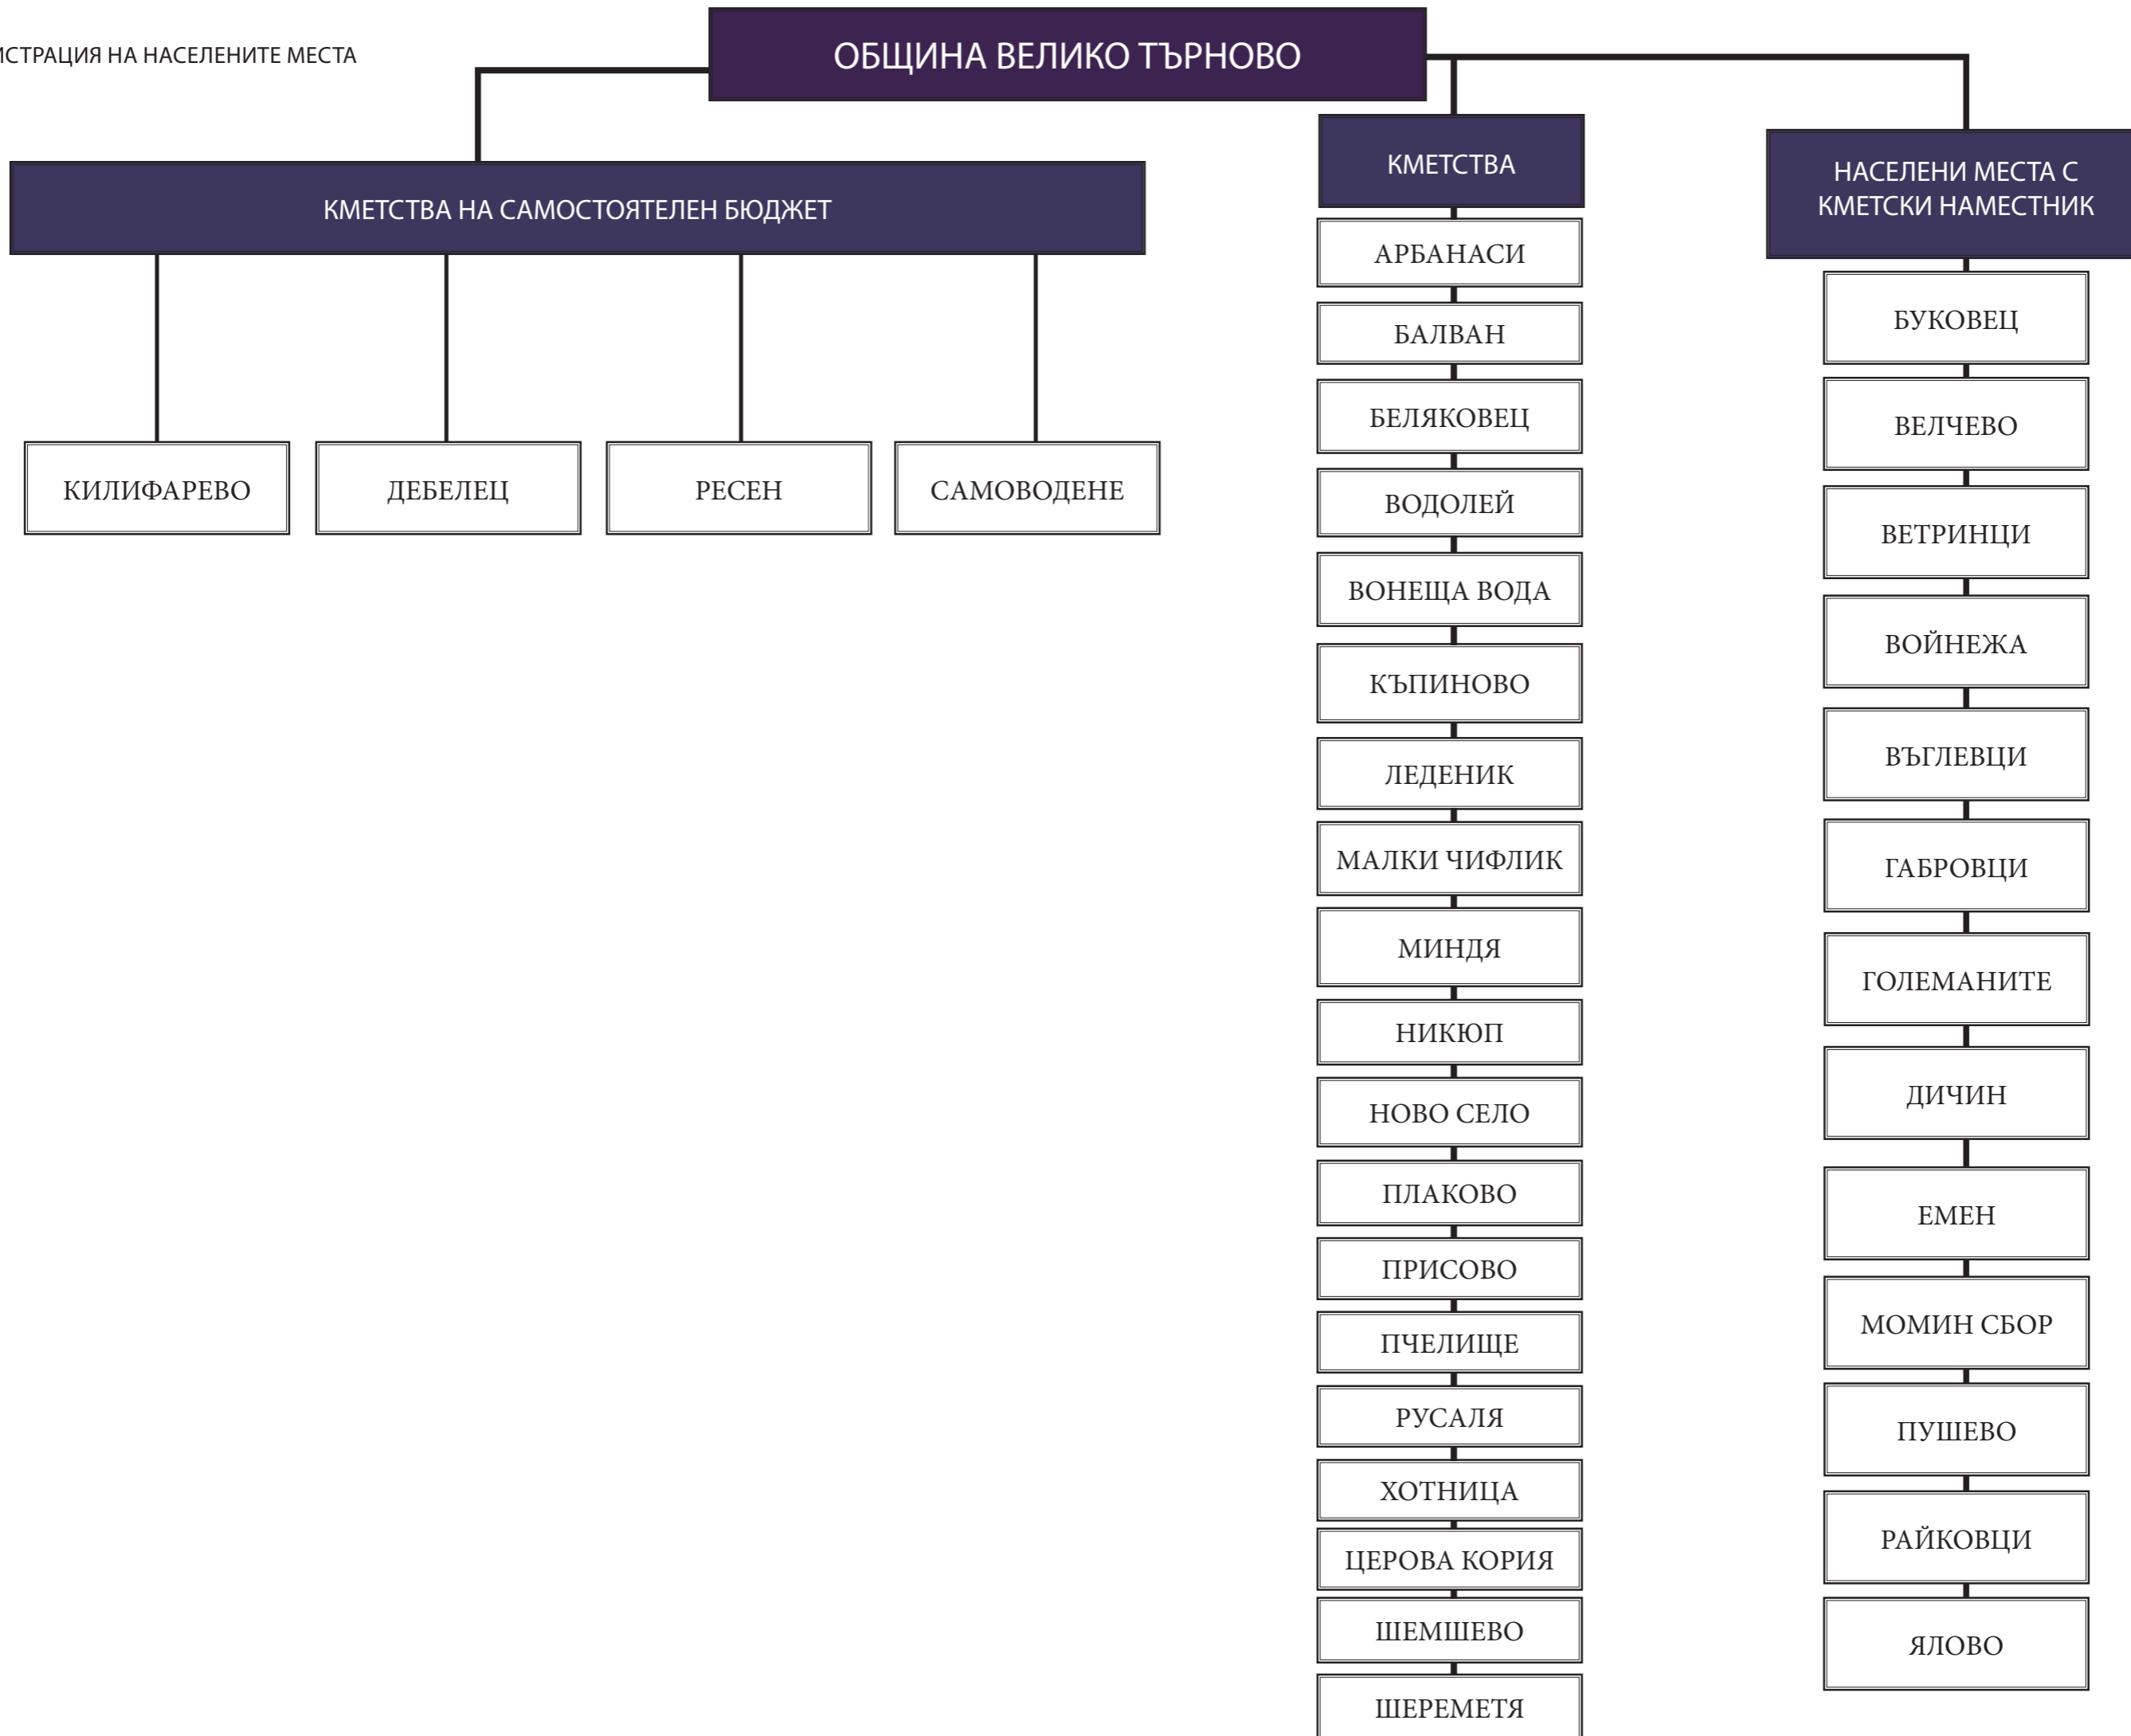 ИСТРАЦИЯ НА НАСЕЛЕНИТЕ МЕСТА
ОБЩИНА ВЕЛИКО ТЪРНОВО
КМЕТСТВА НА САМОСТОЯТЕЛЕН БЮДЖЕТ
КИЛИФАРЕВО
ДЕБЕЛЕЦ
РЕСЕН
САМОВОДЕНЕ
КМЕТСТВА
АРБАНАСИ
БАЛВАН
БЕЛЯКОВЕЦ
ВОДОЛЕЙ
ВОНЕЩА ВОДА
КЪПИНОВО
ЛЕДЕНИК
МАЛКИ ЧИФЛИК
МИНДЯ
НИКЮП
НОВО СЕЛО
ПЛАКОВО
ПРИСОВО
ПЧЕЛИЩЕ
РУСАЛЯ
ХОТНИЦА
ЦЕРОВА КОРИЯ
ШЕМШЕВО
ШЕРЕМЕТЯ
НАСЕЛЕНИ МЕСТА С
КМЕТСКИ НАМЕСТНИК
БУКОВЕЦ
ВЕЛЧЕВО
ВЕТРИНЦИ
ВОЙНЕЖА
ВЪГЛЕВЦИ
ГАБРОВЦИ
ГОЛЕМАНИТЕ
ДИЧИН
ЕМЕН
МОМИН СБОР
ПУШЕВО
РАЙКОВЦИ
ЯЛОВО